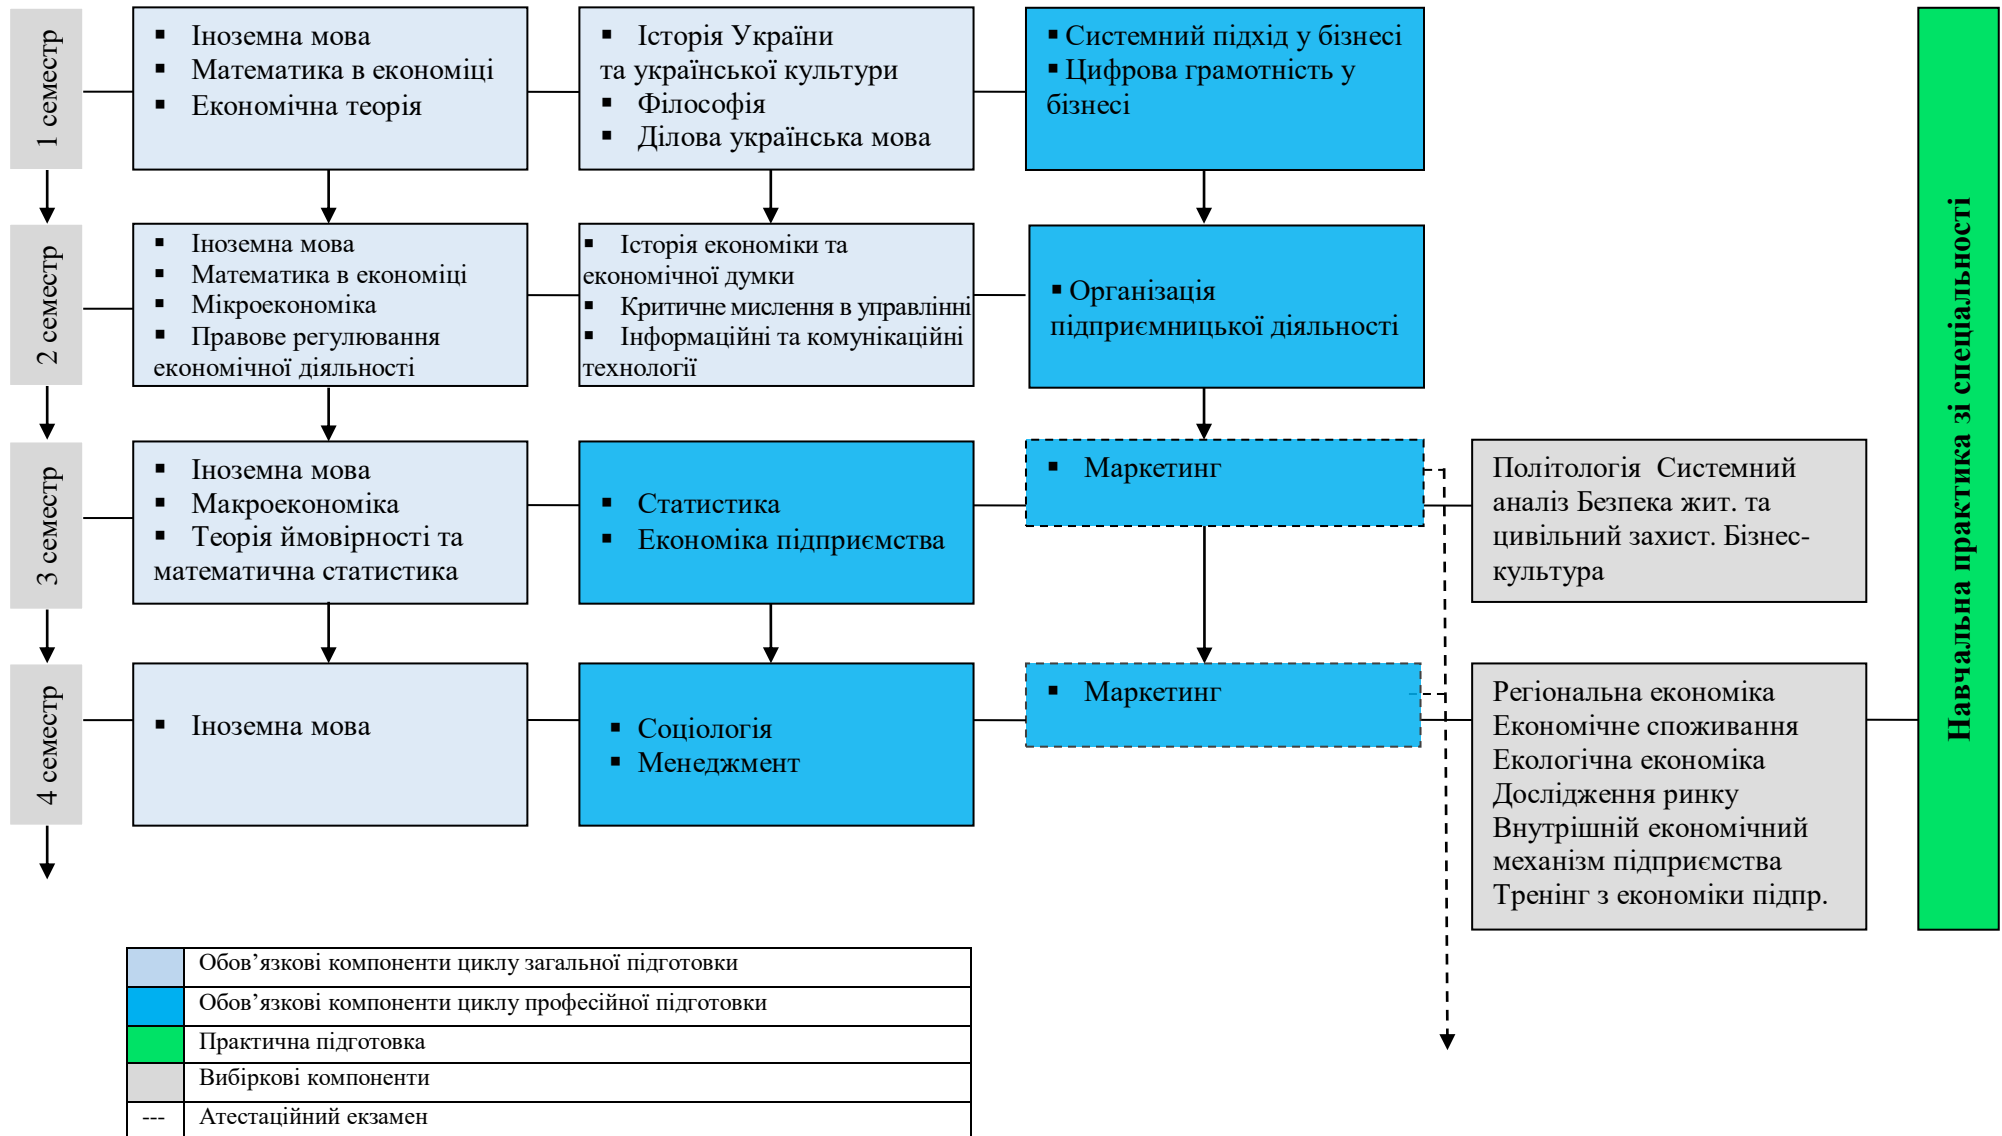 1 семестр
▪ Іноземна мова
▪ Математика в економіці
▪ Економічна теорія
▪ Історія України
та української культури
▪ Філософія
▪ Ділова українська мова
▪ Системний підхід у бізнесі
▪ Цифрова грамотність у
бізнесі
2 семестр
▪ Іноземна мова
▪ Математика в економіці
▪ Мікроекономіка
▪ Правове регулювання
економічної діяльності
▪ Історія економіки та
економічної думки
▪ Критичне мислення в управлінні
▪ Інформаційні та комунікаційні
технології
▪ Організація
підприємницької діяльності
3 семестр
▪ Іноземна мова
▪ Макроекономіка
▪ Теорія ймовірності та
математична статистика
▪ Статистика
▪ Економіка підприємства
▪ Маркетинг
Політологія Системний
аналіз Безпека жит. та
цивільний захист. Бізнес-
культура
4 семестр
▪ Іноземна мова
▪ Соціологія
▪ Менеджмент
▪ Маркетинг
Регіональна економіка
Економічне споживання
Екологічна економіка
Дослідження ринку
Внутрішній економічний
механізм підприємства
Тренінг з економіки підпр.
Навчальна практика зі спеціальності
Обов’язкові компоненти циклу загальної підготовки
Обов’язкові компоненти циклу професійної підготовки
Практична підготовка
Вибіркові компоненти
--- Атестаційний екзамен